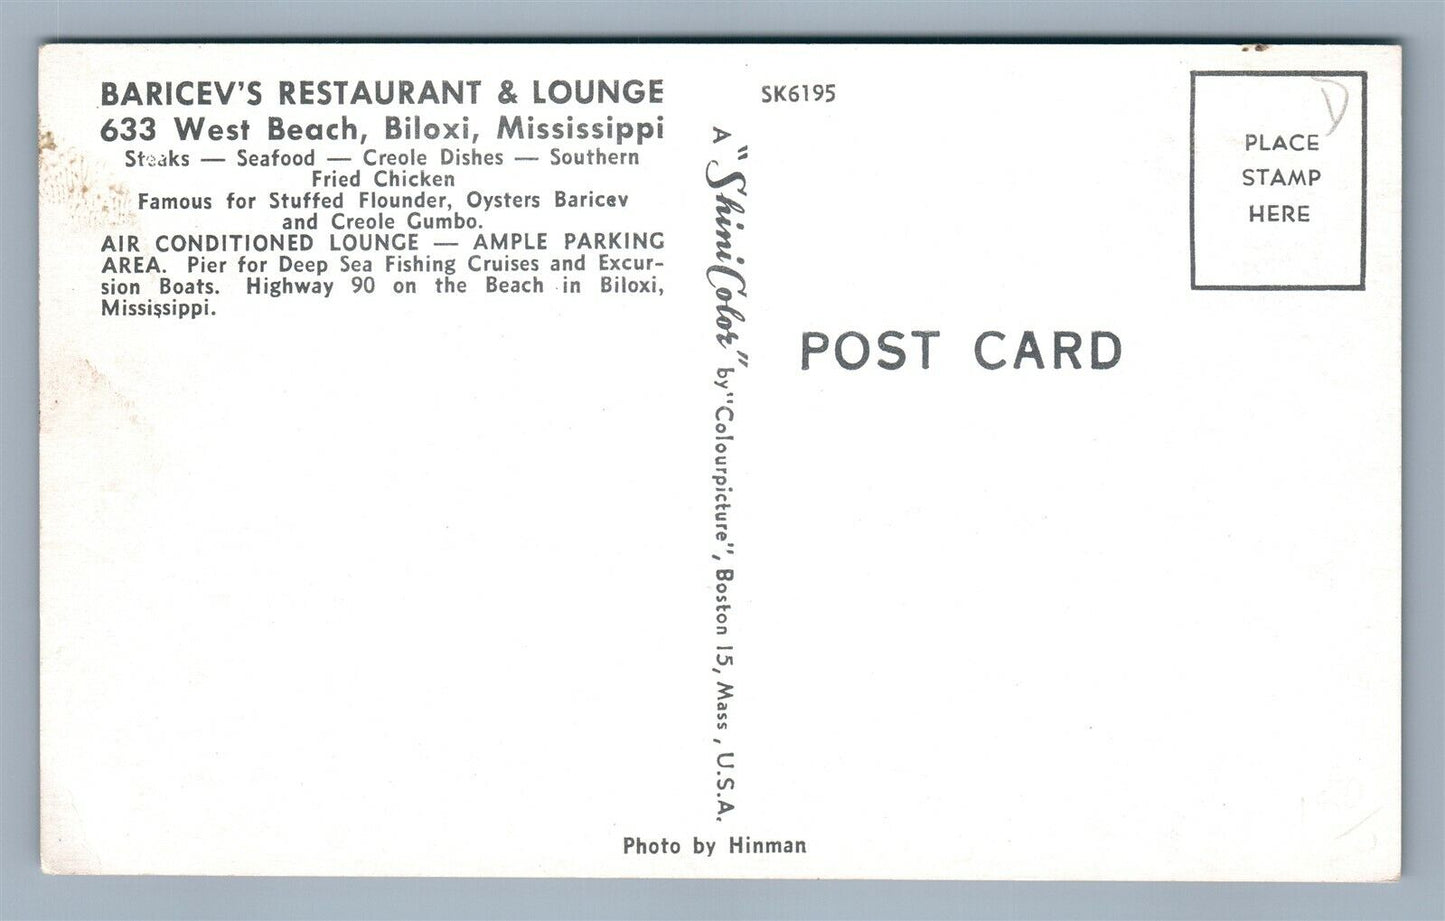 BARICEV'S RESTAURANT & LOUNGE
633 West Beach, Biloxi, Mississippi
Steaks — Seafood — Creole Dishes — Southern
Fried Chicken
Famous for Stuffed Flounder, Oysters Baricev
and Creole Gumbo.
AIR CONDITIONED LOUNGE — AMPLE PARKING
AREA. Pier for Deep Sea Fishing Cruises and Excur-
sion Boats. Highway 90 on the Beach in Biloxi,
Mississippi.
A "ShiniColor" by "Colourpicture", Boston 15, Mass, U.S.A.
Photo by Hinman
SK6195
PLACE
STAMP
HERE
D
POST CARD